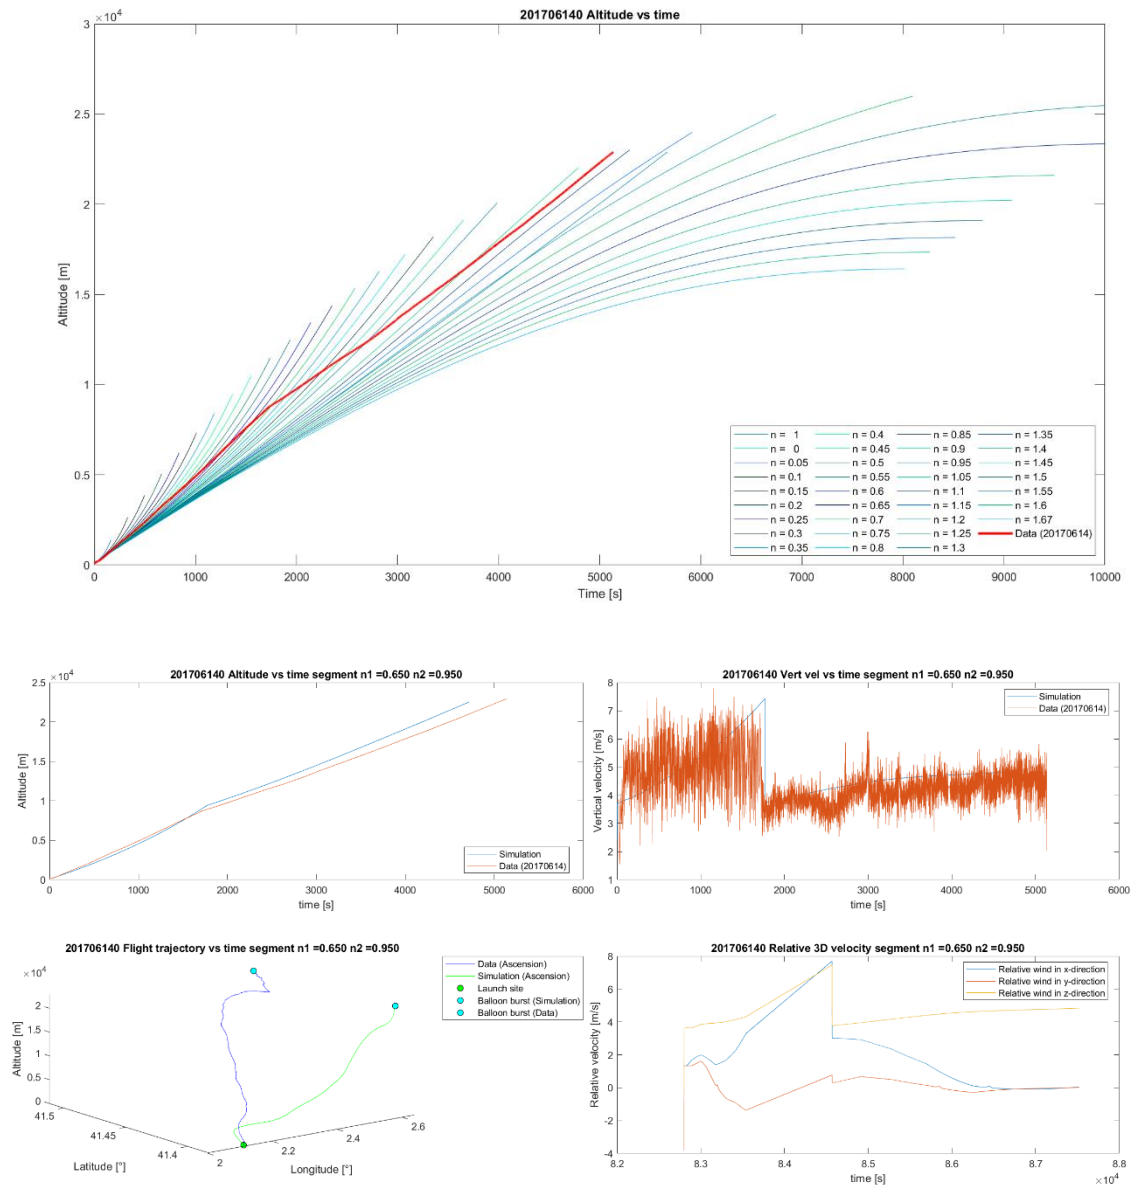 201706140 Altitude vs time
×10⁴
3
2.5
2
1.5
1
0.5
0
Altitude [m]
0 1000 2000 3000 4000 5000 6000 7000 8000 9000 10000
Time [s]
n = 1 n = 0.4 n = 0.85 n = 1.35
n = 0 n = 0.45 n = 0.9 n = 1.4
n = 0.05 n = 0.5 n = 0.95 n = 1.45
n = 0.1 n = 0.55 n = 1.05 n = 1.5
n = 0.15 n = 0.6 n = 1.1 n = 1.55
n = 0.2 n = 0.65 n = 1.15 n = 1.6
n = 0.25 n = 0.7 n = 1.2 n = 1.67
n = 0.3 n = 0.75 n = 1.25 Data (20170614)
n = 0.35 n = 0.8 n = 1.3
201706140 Altitude vs time segment n1 =0.650 n2 =0.950
×10⁴
2.5
2
1.5
1
0.5
0
Altitude [m]
0 1000 2000 3000 4000 5000 6000
time [s]
Simulation
Data (20170614)
201706140 Vert vel vs time segment n1 =0.650 n2 =0.950
8
7
6
5
4
3
2
1
Vertical velocity [m/s]
0 1000 2000 3000 4000 5000 6000
time [s]
Simulation
Data (20170614)
201706140 Flight trajectory vs time segment n1 =0.650 n2 =0.950
×10⁴
2
1.5
1
0.5
0
Altitude [m]
41.5
41.45
41.4
Latitude [°]
2 2.2 2.4 2.6
Longitude [°]
Data (Ascension)
Simulation (Ascension)
Launch site
Balloon burst (Simulation)
Balloon burst (Data)
201706140 Relative 3D velocity segment n1 =0.650 n2 =0.950
8
6
4
2
0
-2
-4
Relative velocity [m/s]
8.2 8.3 8.4 8.5 8.6 8.7 8.8
time [s]
×10⁴
Relative wind in x-direction
Relative wind in y-direction
Relative wind in z-direction